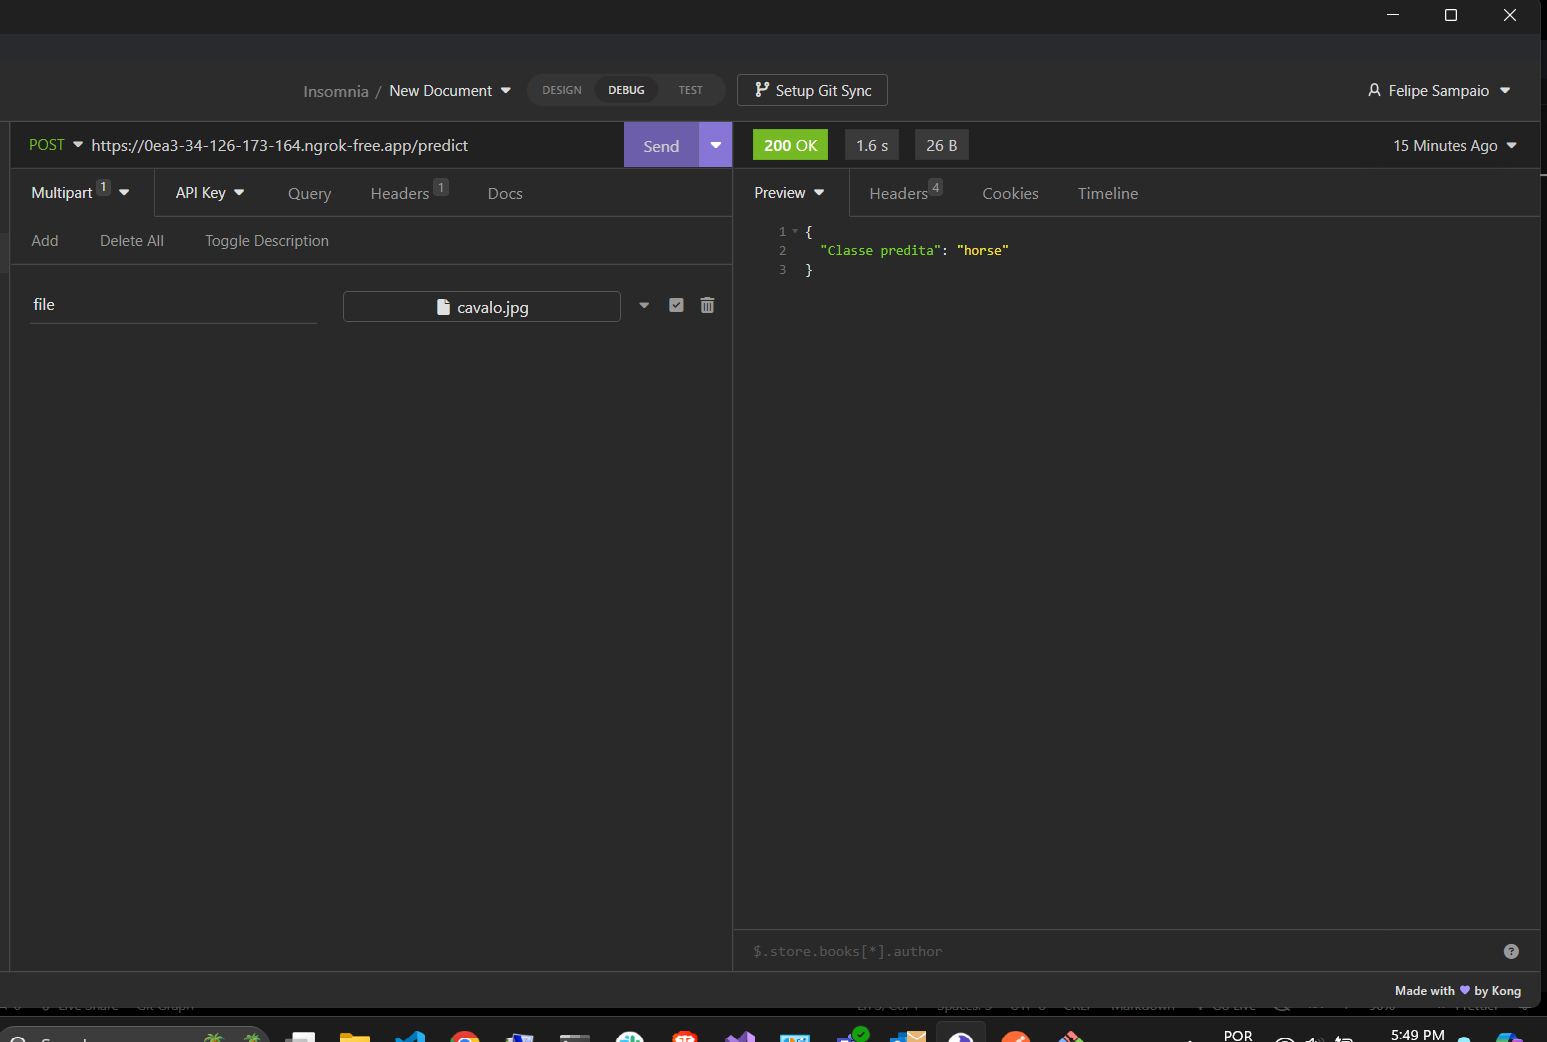 Insomnia / New Document
DESIGN DEBUG TEST
Setup Git Sync
Felipe Sampaio
POST https://0ea3-34-126-173-164.ngrok-free.app/predict
Send
200 OK 1.6 s 26 B
15 Minutes Ago
Multipart 1 API Key Query Headers 1 Docs
Preview Headers 4 Cookies Timeline
Add Delete All Toggle Description
1 {
2 "Classe predita": "horse"
3 }
file
cavalo.jpg
$.store.books[*].author
?
Made with by Kong
POR
5:49 PM